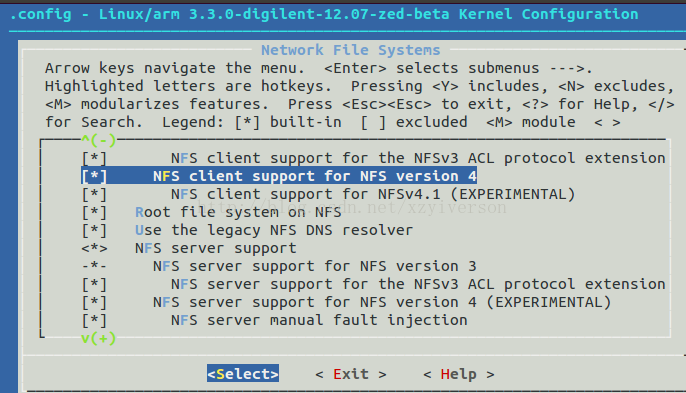 .config - Linux/arm 3.3.0-digilent-12.07-zed-beta Kernel Configuration
Network File Systems
Arrow keys navigate the menu. <Enter> selects submenus --->.
Highlighted letters are hotkeys. Pressing <Y> includes, <N> excludes,
<M> modularizes features. Press <Esc><Esc> to exit, <?> for Help, </>
for Search. Legend: [*] built-in [ ] excluded <M> module < >
^(-)
[*] NFS client support for the NFSv3 ACL protocol extension
[*] NFS client support for NFS version 4
[*] NFS client support for NFSv4.1 (EXPERIMENTAL)
[*] Root file system on NFS
[*] Use the legacy NFS DNS resolver
<*> NFS server support
-*- NFS server support for NFS version 3
[*] NFS server support for the NFSv3 ACL protocol extension
[*] NFS server support for NFS version 4 (EXPERIMENTAL)
[*] NFS server manual fault injection
v(+)
<Select> < Exit > < Help >